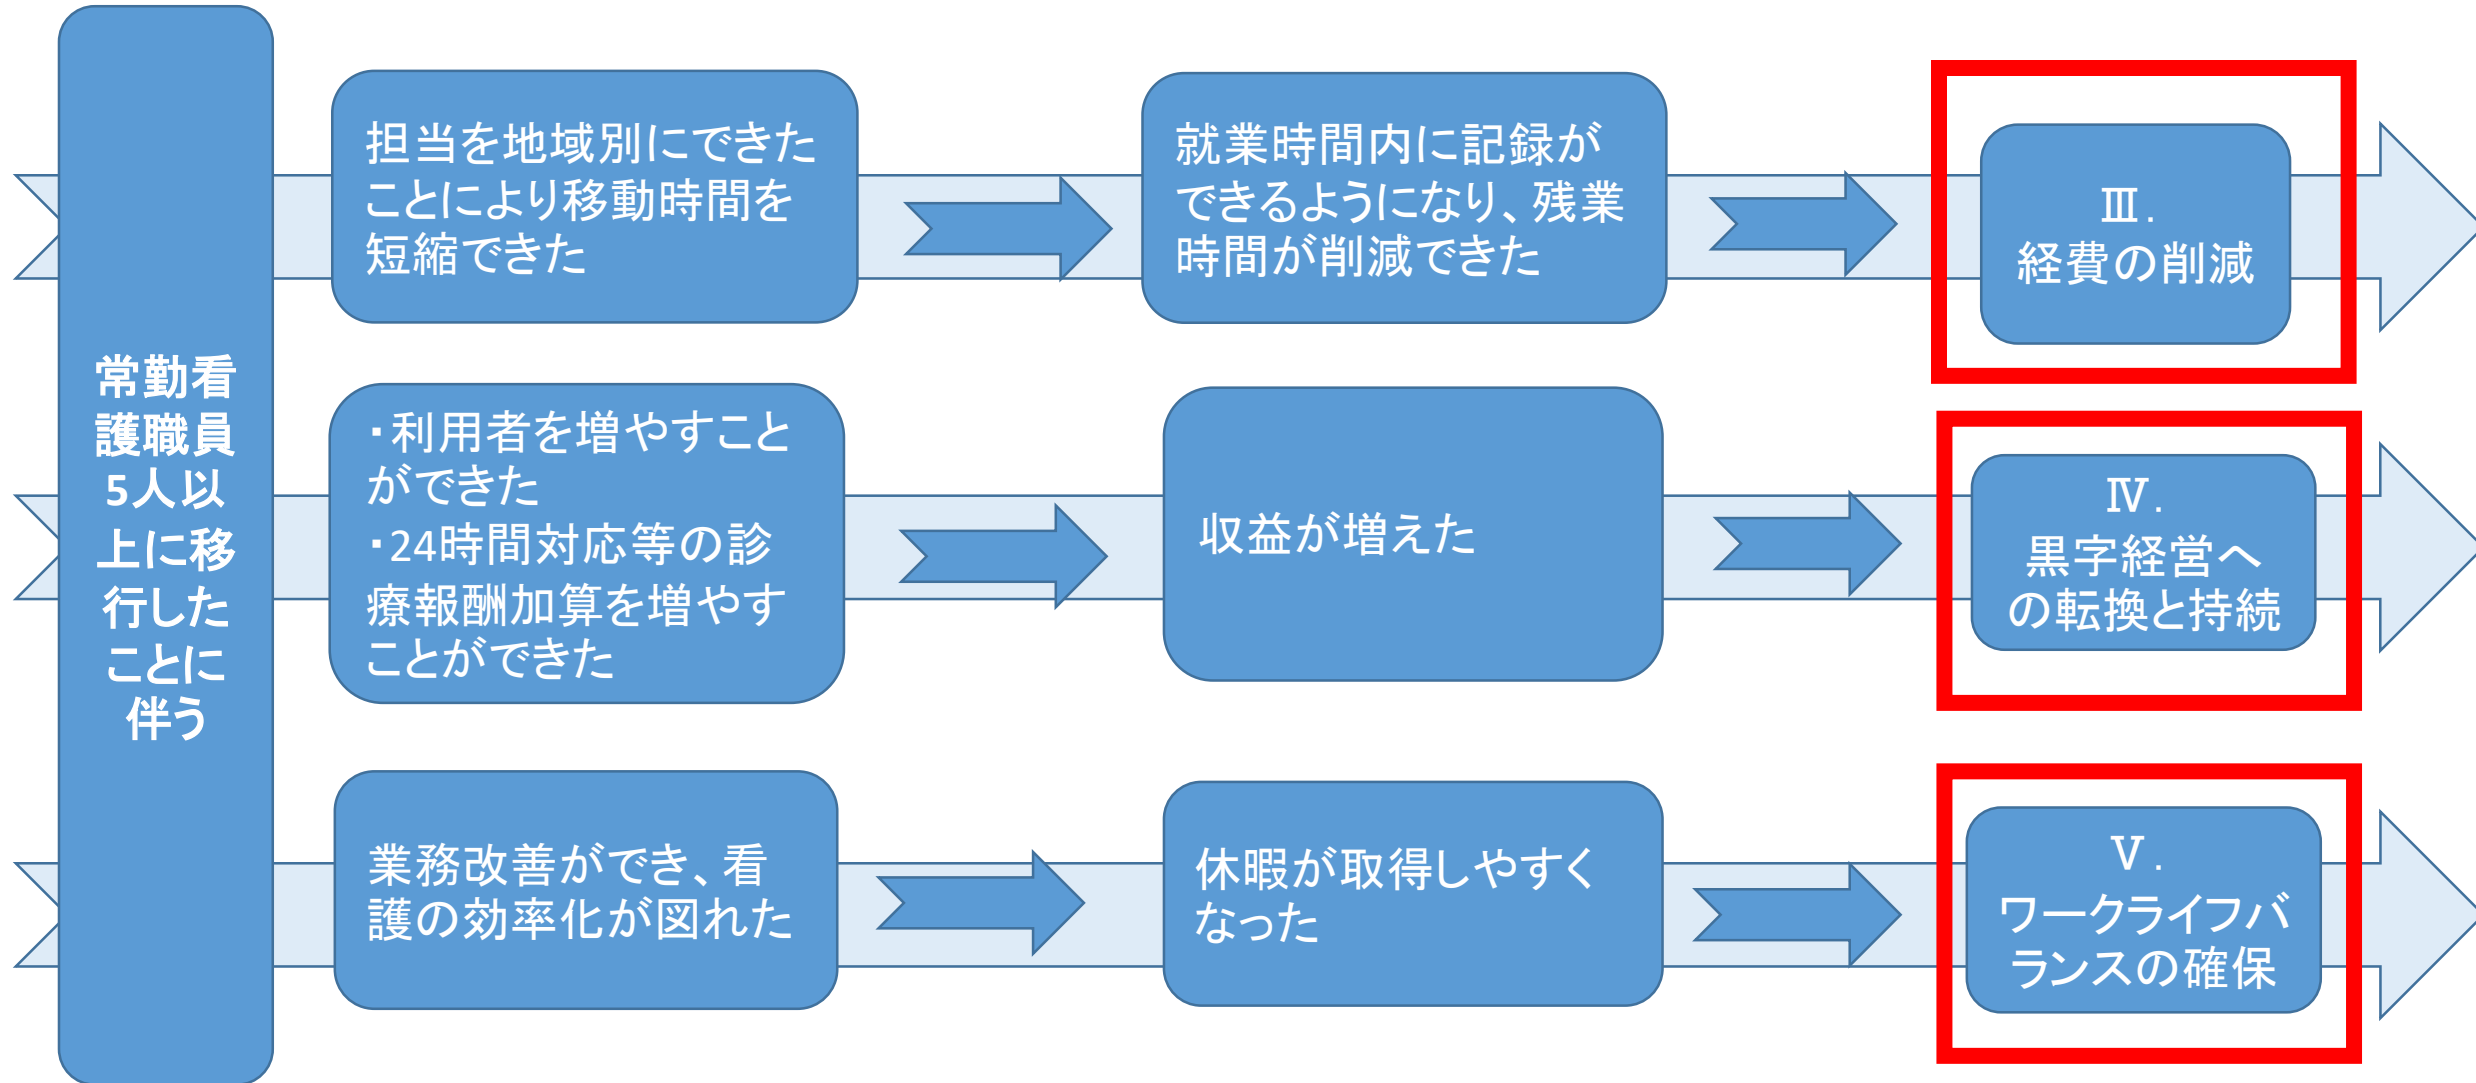 常勤看
護職員
5人以
上に移
行した
ことに
伴う
担当を地域別にできた
ことにより移動時間を
短縮できた
就業時間内に記録が
できるようになり、残業
時間が削減できた
Ⅲ.
経費の削減
・利用者を増やすこと
ができた
・24時間対応等の診
療報酬加算を増やす
ことができた
収益が増えた
Ⅳ.
黒字経営へ
の転換と持続
業務改善ができ、看
護の効率化が図れた
休暇が取得しやすく
なった
Ⅴ.
ワークライフバ
ランスの確保